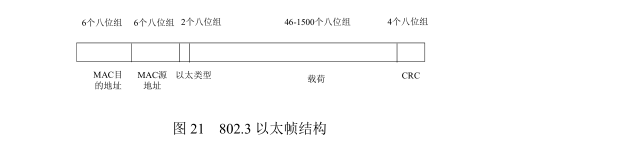 6个八位组 6个八位组 2个八位组 46-1500个八位组 4个八位组
MAC目的地址 MAC源地址 以太类型 载荷 CRC
图 21 802.3 以太帧结构